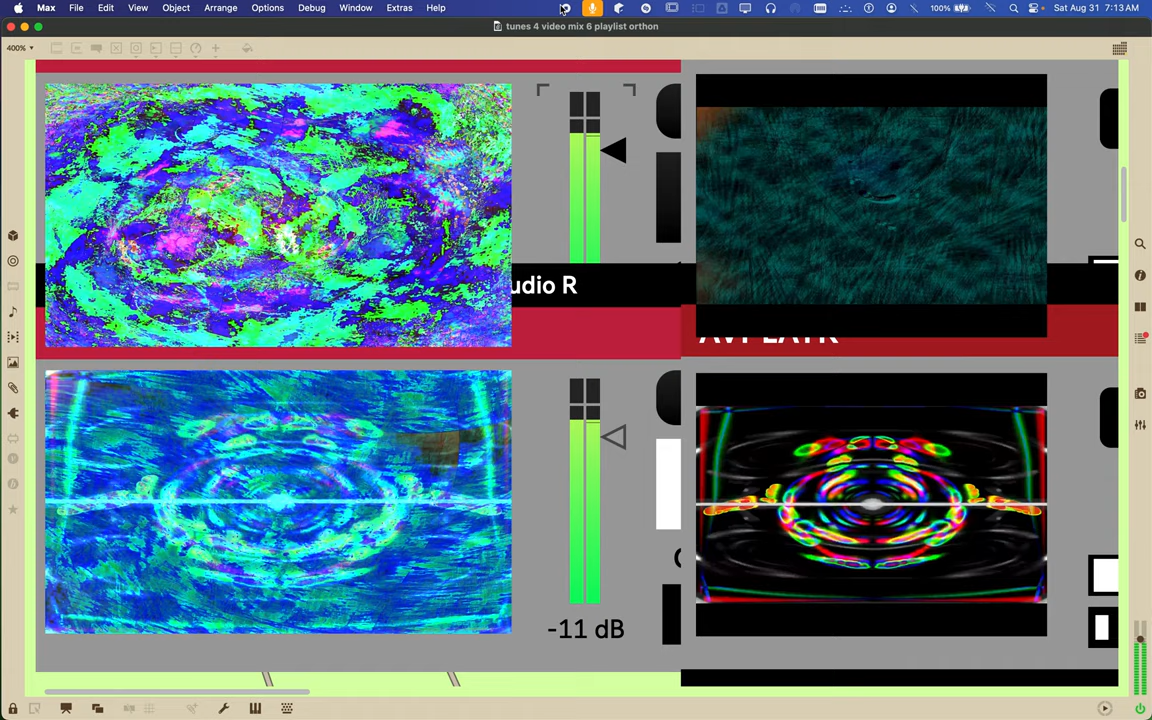 Max File Edit View Object Arrange Options Debug Window Extras Help 100% Sat Aug 31 7:13 AM
tunes 4 video mix 6 playlist orthon
400%
udio R
-11 dB